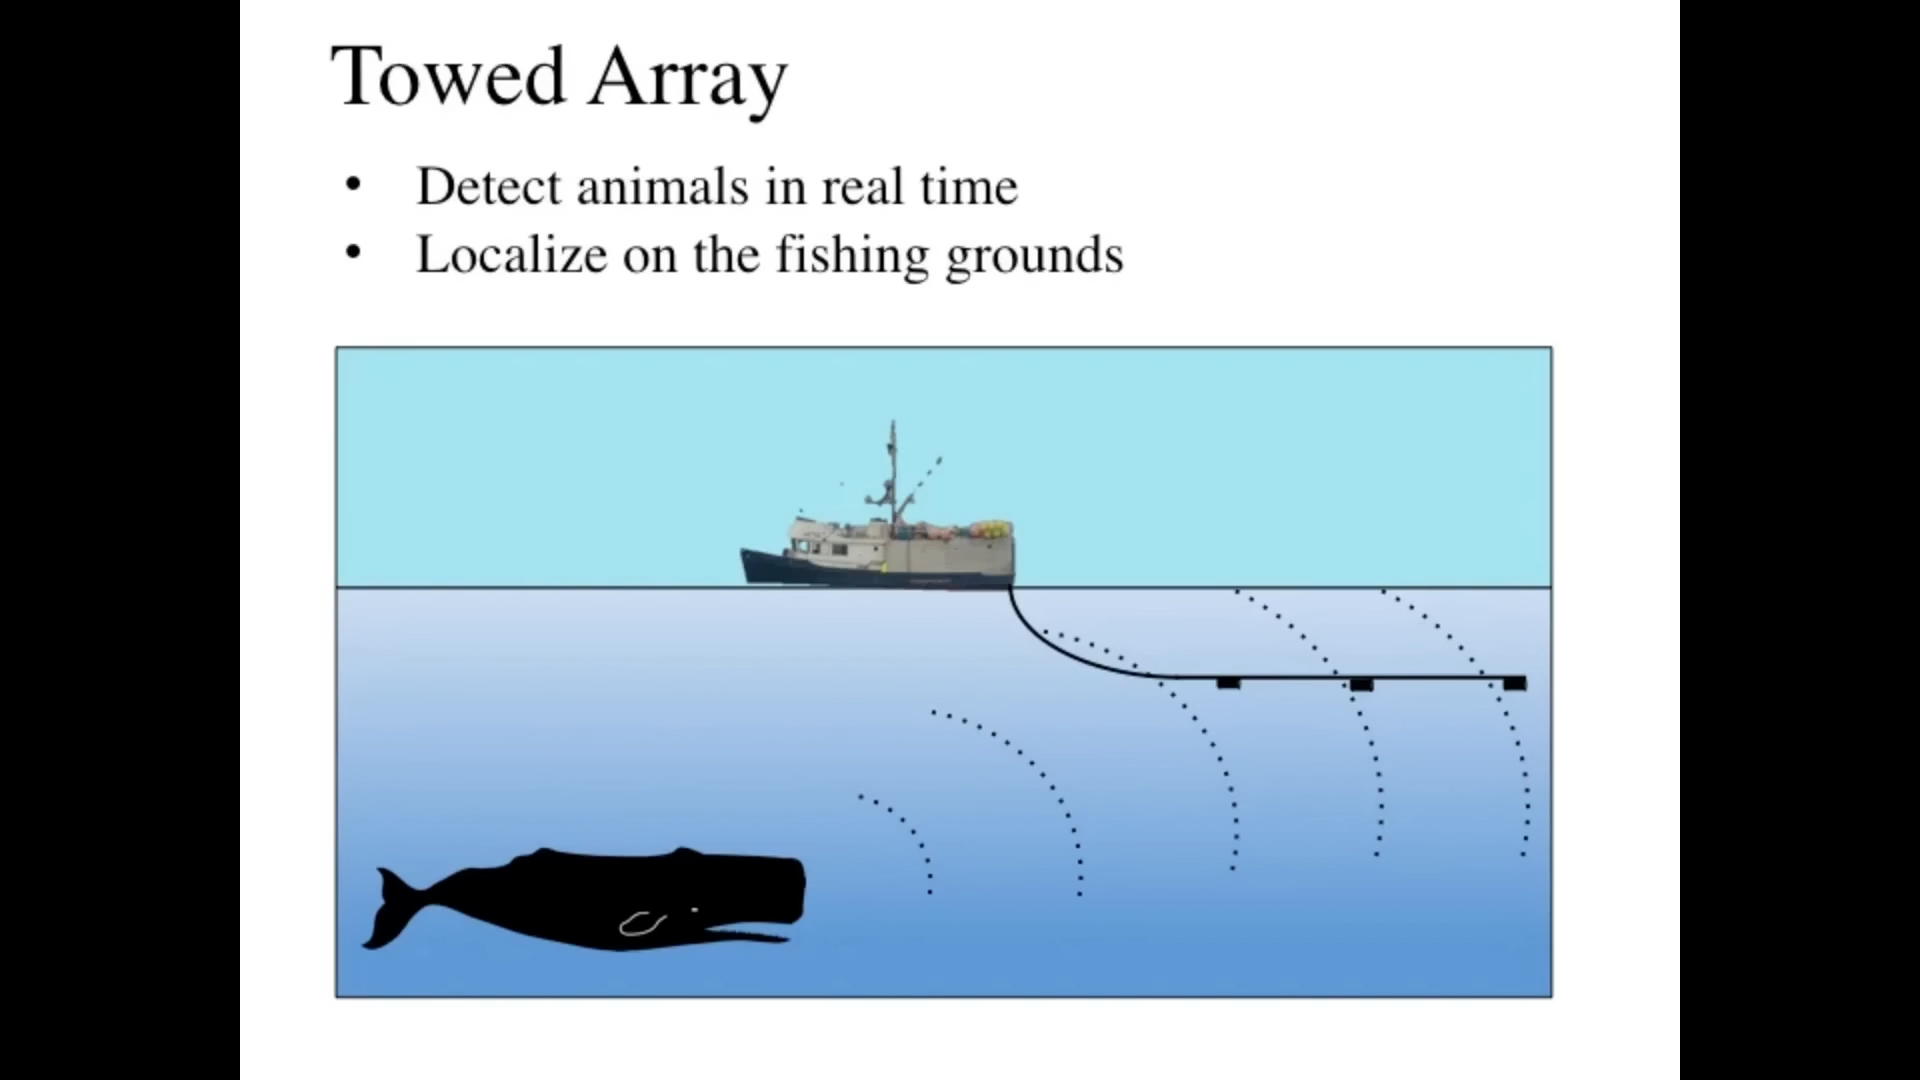 Towed Array
• Detect animals in real time
• Localize on the fishing grounds